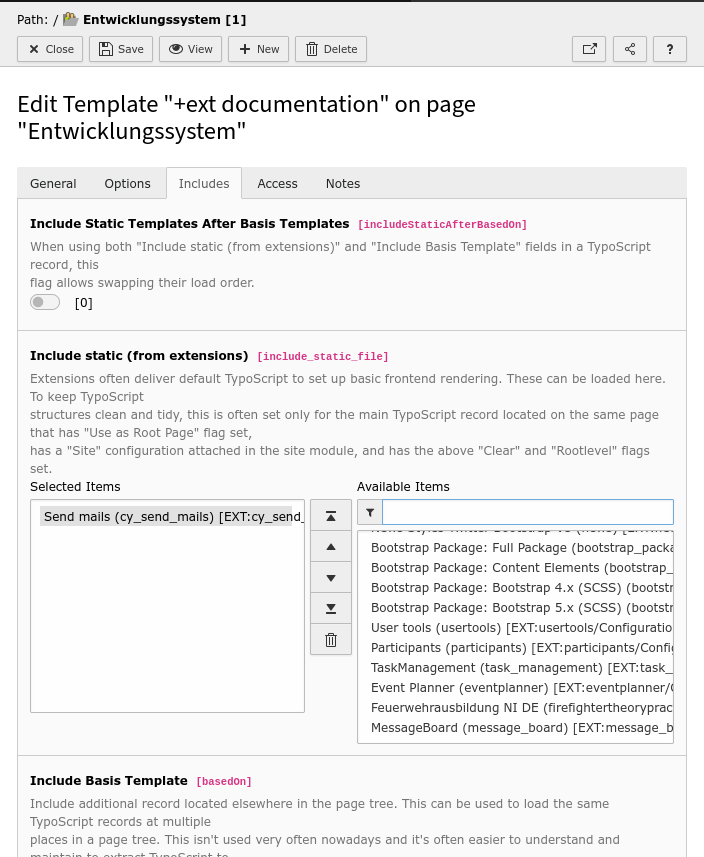 Path: / Entwicklungssystem [1]
Close Save View New Delete ?
Edit Template "+ext documentation" on page
"Entwicklungssystem"
General Options Includes Access Notes
Include Static Templates After Basis Templates [includeStaticAfterBasedOn]
When using both "Include static (from extensions)" and "Include Basis Template" fields in a TypoScript
record, this
flag allows swapping their load order.
[0]
Include static (from extensions) [include_static_file]
Extensions often deliver default TypoScript to set up basic frontend rendering. These can be loaded here.
To keep TypoScript
structures clean and tidy, this is often set only for the main TypoScript record located on the same page
that has "Use as Root Page" flag set,
has a "Site" configuration attached in the site module, and has the above "Clear" and "Rootlevel" flags
set.
Selected Items
Send mails (cy_send_mails) [EXT:cy_send_
Available Items
Bootstrap Package: Full Package (bootstrap_packa
Bootstrap Package: Content Elements (bootstrap_
Bootstrap Package: Bootstrap 4.x (SCSS) (bootstr
Bootstrap Package: Bootstrap 5.x (SCSS) (bootstr
User tools (usertools) [EXT:usertools/Configuratio
Participants (participants) [EXT:participants/Config
TaskManagement (task_management) [EXT:task_
Event Planner (eventplanner) [EXT:eventplanner/C
Feuerwehrausbildung NI DE (firefightertheoryprac
MessageBoard (message_board) [EXT:message_b
Include Basis Template [basedOn]
Include additional record located elsewhere in the page tree. This can be used to load the same
TypoScript records at multiple
places in a page tree. This isn't used very often nowadays and it's often easier to understand and
maintain to extract TypoScript to